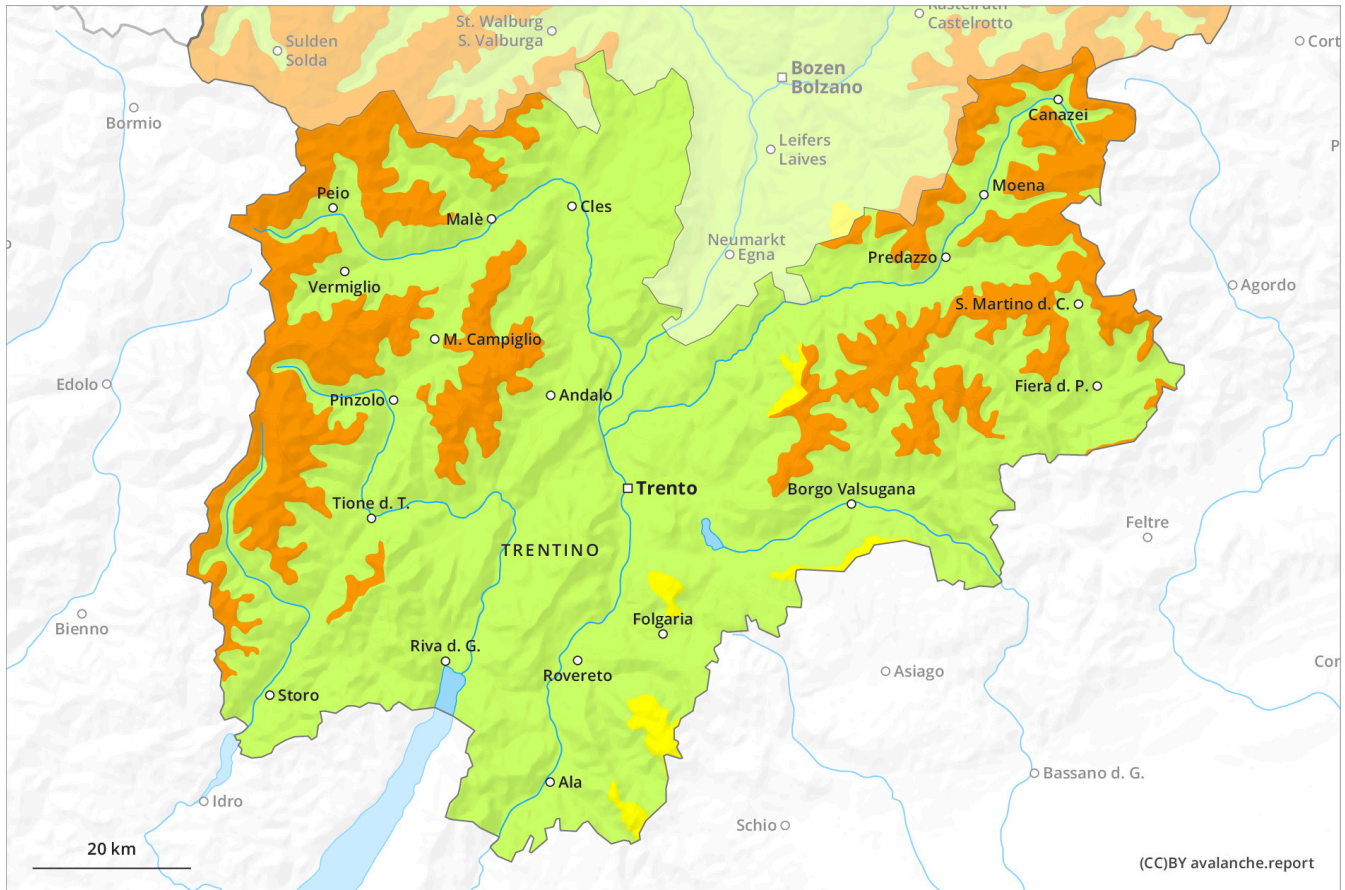 St. Walburg
S. Valburga
Kastelruth
Castelrotto
Sulden
Solda
Cort
Bozen
Bolzano
Bormio
Canazei
Leifers
Laives
P
Moena
Peio
Malè
Cles
Neumarkt
Egna
Predazzo
Vermiglio
Agordo
S. Martino d. C.
M. Campiglio
Edolo
Andalo
Fiera d. P.
Pinzolo
Trento
Borgo Valsugana
Tione d. T.
Feltre
TRENTINO
Bienno
Folgaria
Riva d. G.
Rovereto
Asiago
Cor
Storo
Bassano d. G.
Ala
Idro
Schio
20 km
(CC)BY avalanche.report